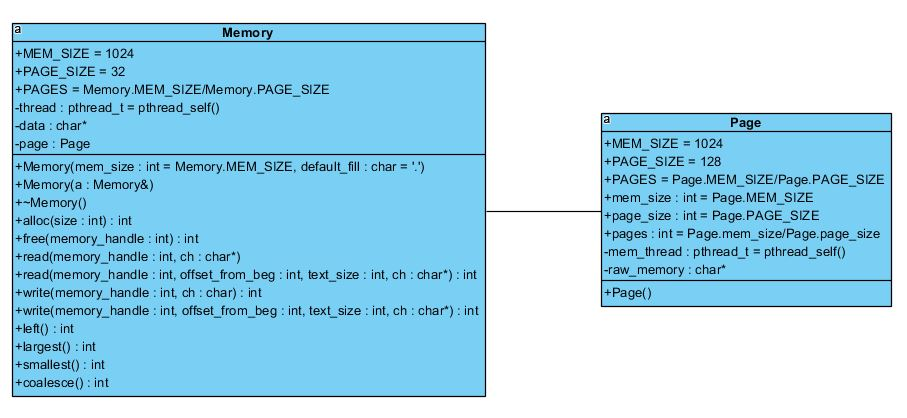 a
Memory
+MEM_SIZE = 1024
+PAGE_SIZE = 32
+PAGES = Memory.MEM_SIZE/Memory.PAGE_SIZE
-thread : pthread_t = pthread_self()
-data : char*
-page : Page
+Memory(mem_size : int = Memory.MEM_SIZE, default_fill : char = '.')
+Memory(a : Memory&)
+~Memory()
+alloc(size : int) : int
+free(memory_handle : int) : int
+read(memory_handle : int, ch : char*)
+read(memory_handle : int, offset_from_beg : int, text_size : int, ch : char*) : int
+write(memory_handle : int, ch : char) : int
+write(memory_handle : int, offset_from_beg : int, text_size : int, ch : char*) : int
+left() : int
+largest() : int
+smallest() : int
+coalesce() : int
a
Page
+MEM_SIZE = 1024
+PAGE_SIZE = 128
+PAGES = Page.MEM_SIZE/Page.PAGE_SIZE
+mem_size : int = Page.MEM_SIZE
+page_size : int = Page.PAGE_SIZE
+pages : int = Page.mem_size/Page.page_size
-mem_thread : pthread_t = pthread_self()
-raw_memory : char*
+Page()